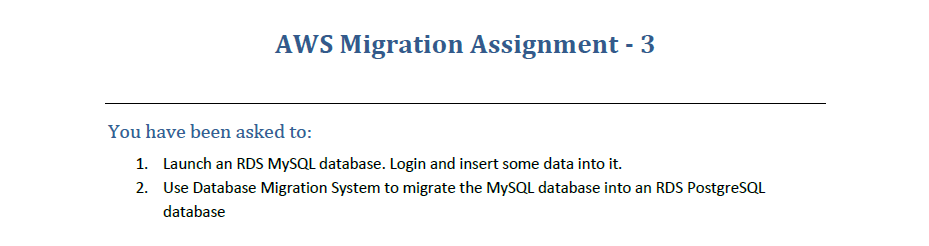 AWS Migration Assignment - 3
You have been asked to:
1. Launch an RDS MySQL database. Login and insert some data into it.
2. Use Database Migration System to migrate the MySQL database into an RDS PostgreSQL
database